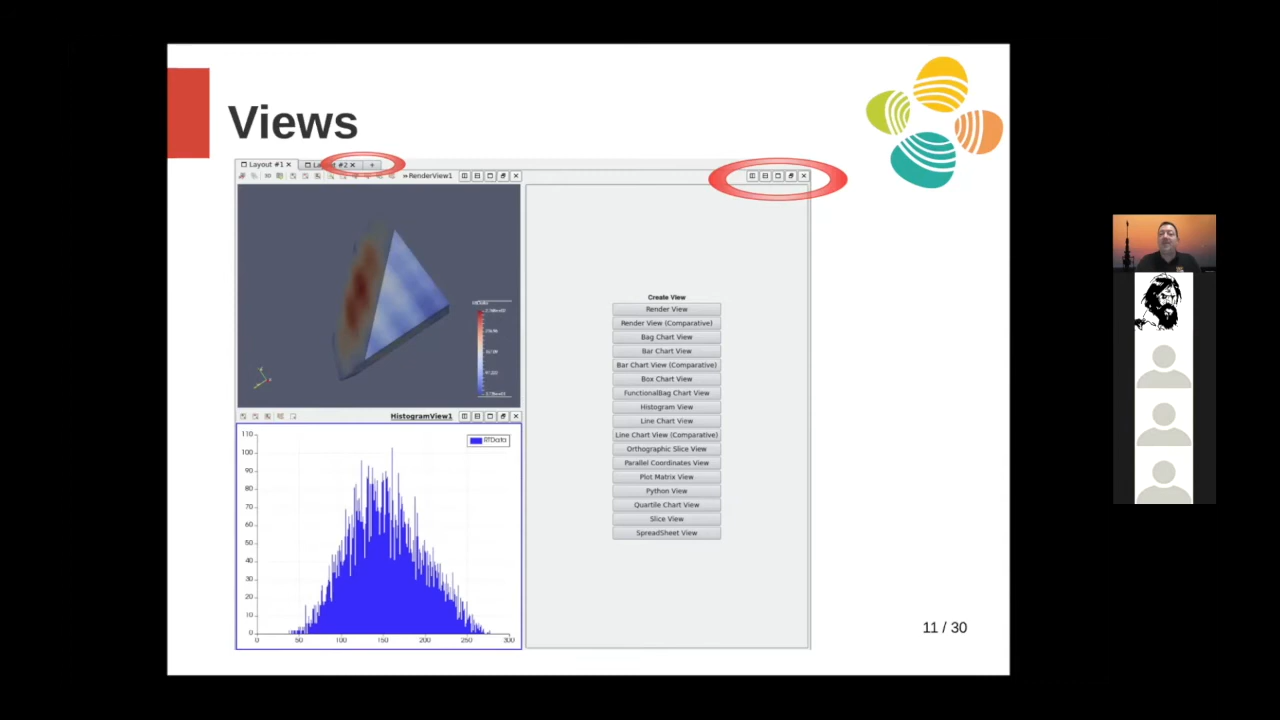 Views
Layout #1
#2
RenderView1
3D
Create View
Render View
Render View (Comparative)
Bag Chart View
Bar Chart View
Bar Chart View (Comparative)
Box Chart View
FunctionalBag Chart View
Histogram View
Line Chart View
Line Chart View (Comparative)
Orthographic Slice View
Parallel Coordinates View
Plot Matrix View
Python View
Quartile Chart View
Slice View
SpreadSheet View
HistogramView1
RTData
110
100
90
80
70
60
50
40
30
20
10
0
0 50 100 150 200 250 300
11 / 30